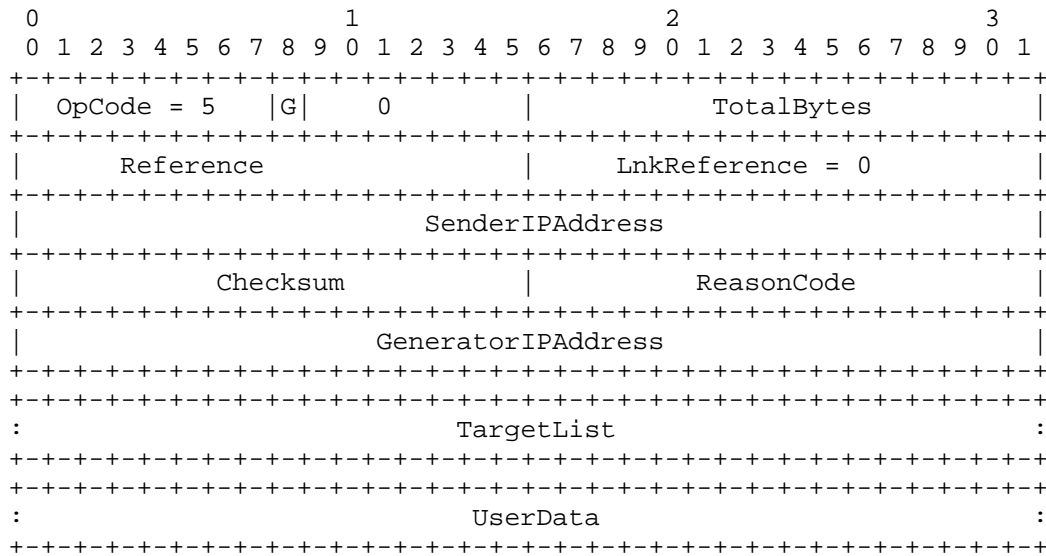 0                   1                   2                   3
 0 1 2 3 4 5 6 7 8 9 0 1 2 3 4 5 6 7 8 9 0 1 2 3 4 5 6 7 8 9 0 1
+-+-+-+-+-+-+-+-+-+-+-+-+-+-+-+-+-+-+-+-+-+-+-+-+-+-+-+-+-+-+-+-+
|  OpCode = 5   |G|    0        |           TotalBytes          |
+-+-+-+-+-+-+-+-+-+-+-+-+-+-+-+-+-+-+-+-+-+-+-+-+-+-+-+-+-+-+-+-+
|      Reference                |     LnkReference = 0          |
+-+-+-+-+-+-+-+-+-+-+-+-+-+-+-+-+-+-+-+-+-+-+-+-+-+-+-+-+-+-+-+-+
|                         SenderIPAddress                       |
+-+-+-+-+-+-+-+-+-+-+-+-+-+-+-+-+-+-+-+-+-+-+-+-+-+-+-+-+-+-+-+-+
|            Checksum           |          ReasonCode           |
+-+-+-+-+-+-+-+-+-+-+-+-+-+-+-+-+-+-+-+-+-+-+-+-+-+-+-+-+-+-+-+-+
|                      GeneratorIPAddress                       |
+-+-+-+-+-+-+-+-+-+-+-+-+-+-+-+-+-+-+-+-+-+-+-+-+-+-+-+-+-+-+-+-+
+-+-+-+-+-+-+-+-+-+-+-+-+-+-+-+-+-+-+-+-+-+-+-+-+-+-+-+-+-+-+-+-+
:                           TargetList                          :
+-+-+-+-+-+-+-+-+-+-+-+-+-+-+-+-+-+-+-+-+-+-+-+-+-+-+-+-+-+-+-+-+
+-+-+-+-+-+-+-+-+-+-+-+-+-+-+-+-+-+-+-+-+-+-+-+-+-+-+-+-+-+-+-+-+
:                            UserData                           :
+-+-+-+-+-+-+-+-+-+-+-+-+-+-+-+-+-+-+-+-+-+-+-+-+-+-+-+-+-+-+-+-+